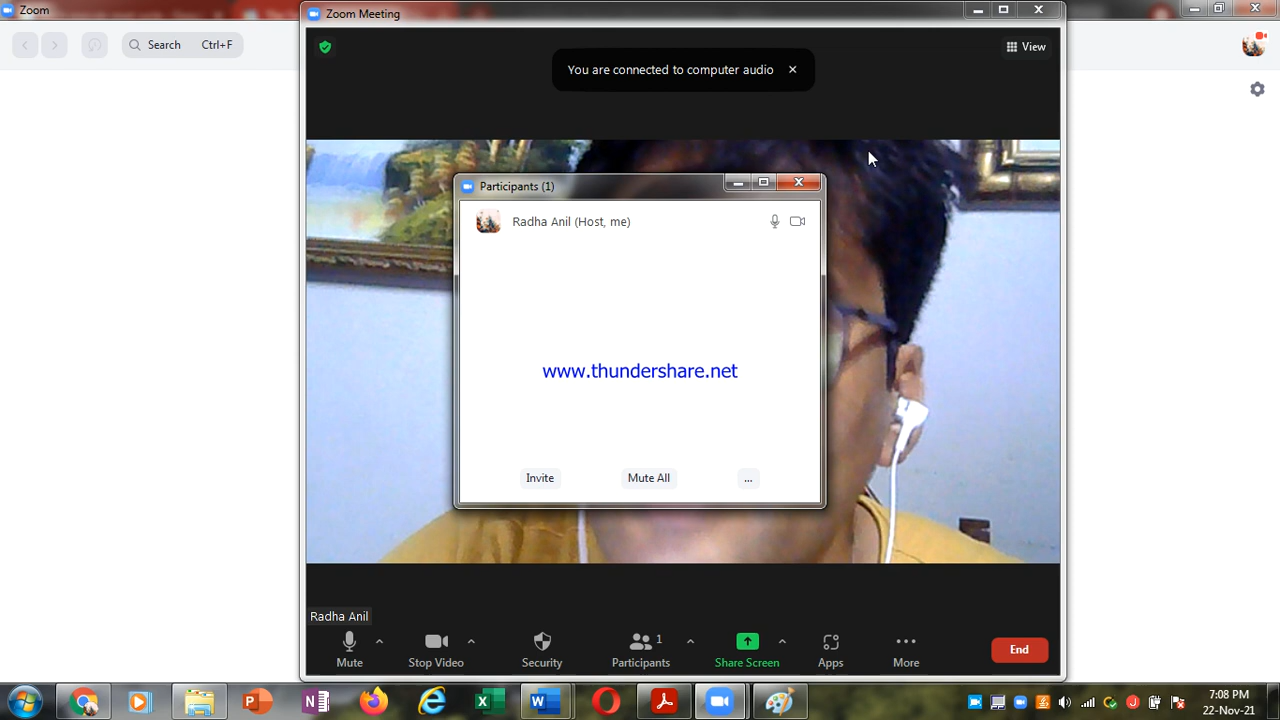 Zoom
Zoom Meeting
Search Ctrl+F
You are connected to computer audio
View
Participants (1)
Radha Anil (Host, me)
www.thundershare.net
Invite
Mute All
...
Radha Anil
1
Mute
Stop Video
Security
Participants
Share Screen
Apps
More
End
7:08 PM
22-Nov-21